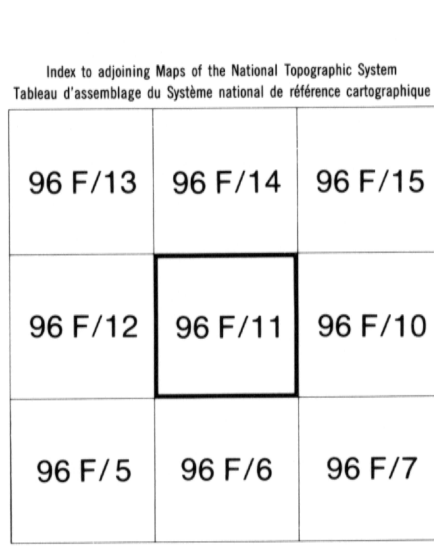 Index to adjoining Maps of the National Topographic System
Tableau d'assemblage du Système national de référence cartographique
96 F/13 96 F/14 96 F/15
96 F/12 96 F/11 96 F/10
96 F/5 96 F/6 96 F/7